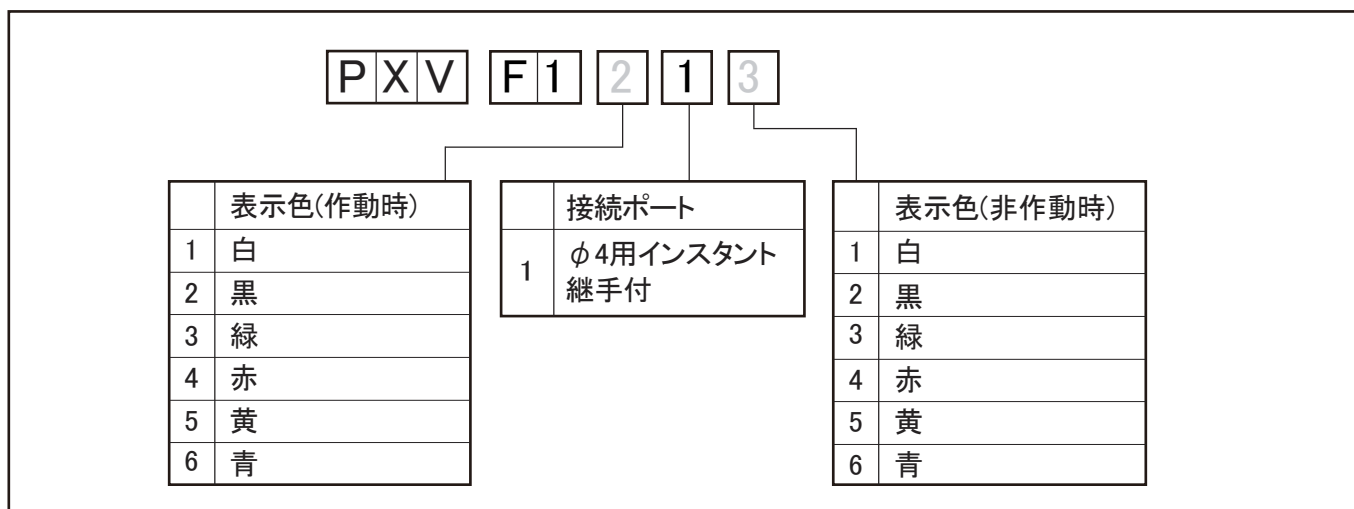 PXV F1 2 1 3
表示色(作動時)
1 白
2 黒
3 緑
4 赤
5 黄
6 青
接続ポート
1 φ4用インスタント
継手付
表示色(非作動時)
1 白
2 黒
3 緑
4 赤
5 黄
6 青